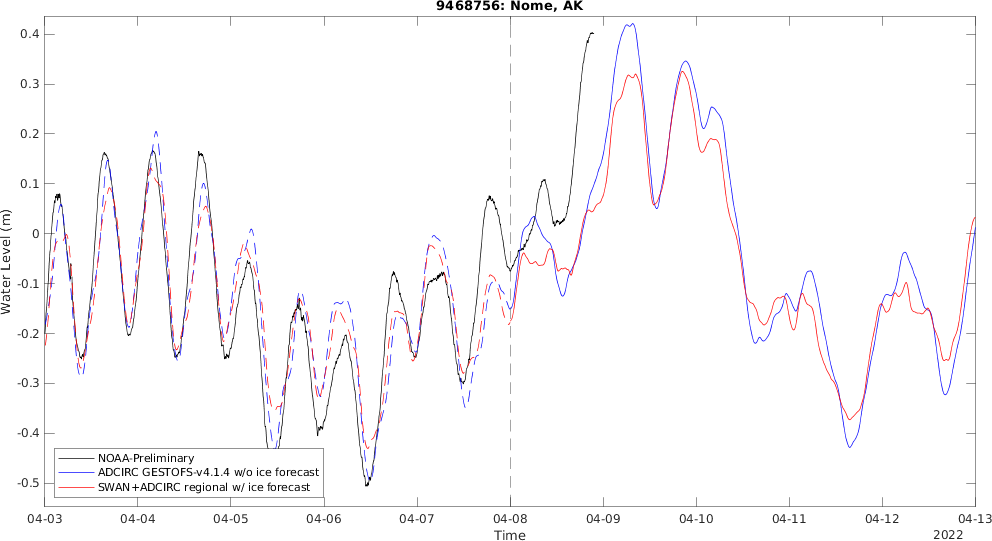 9468756: Nome, AK
Water Level (m)
0.4
0.3
0.2
0.1
0
-0.1
-0.2
-0.3
-0.4
-0.5
NOAA-Preliminary
ADCIRC GESTOFS-v4.1.4 w/o ice forecast
SWAN+ADCIRC regional w/ ice forecast
04-03 04-04 04-05 04-06 04-07 04-08 04-09 04-10 04-11 04-12 04-13
Time
2022